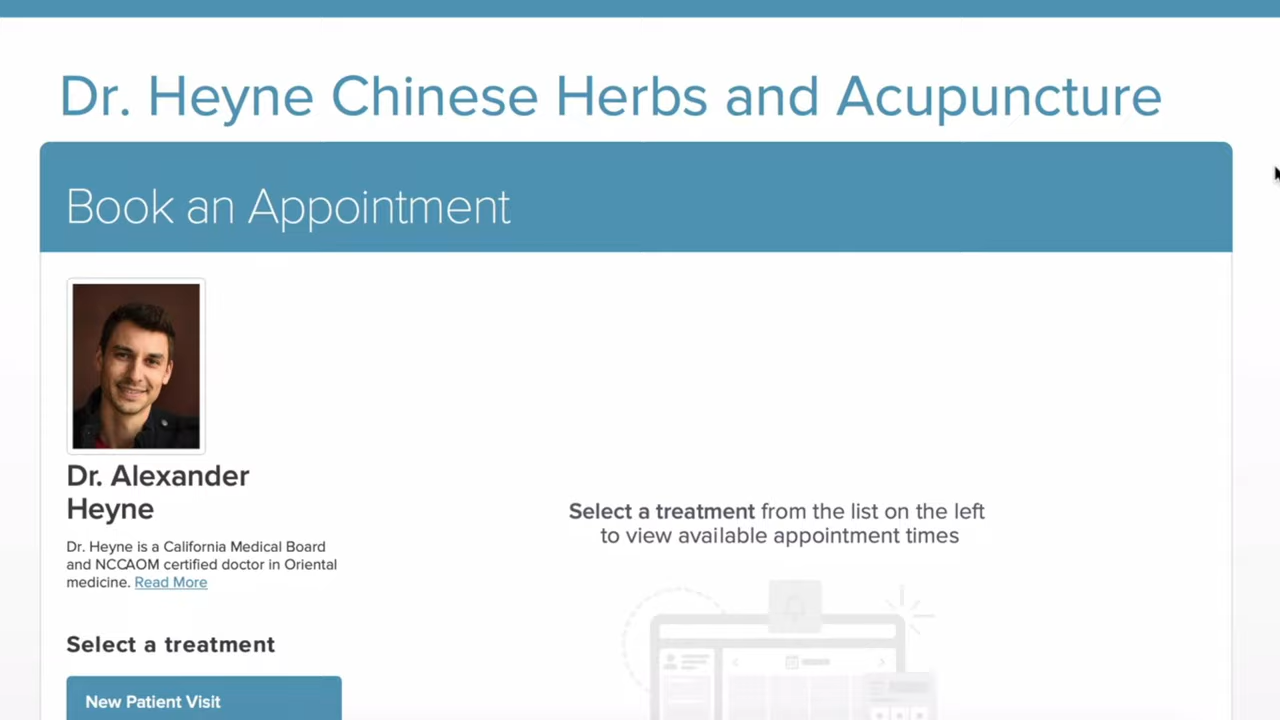 Dr. Heyne Chinese Herbs and Acupuncture
Book an Appointment
Dr. Alexander
Heyne
Dr. Heyne is a California Medical Board
and NCCAOM certified doctor in Oriental
medicine. Read More
Select a treatment from the list on the left
to view available appointment times
Select a treatment
New Patient Visit